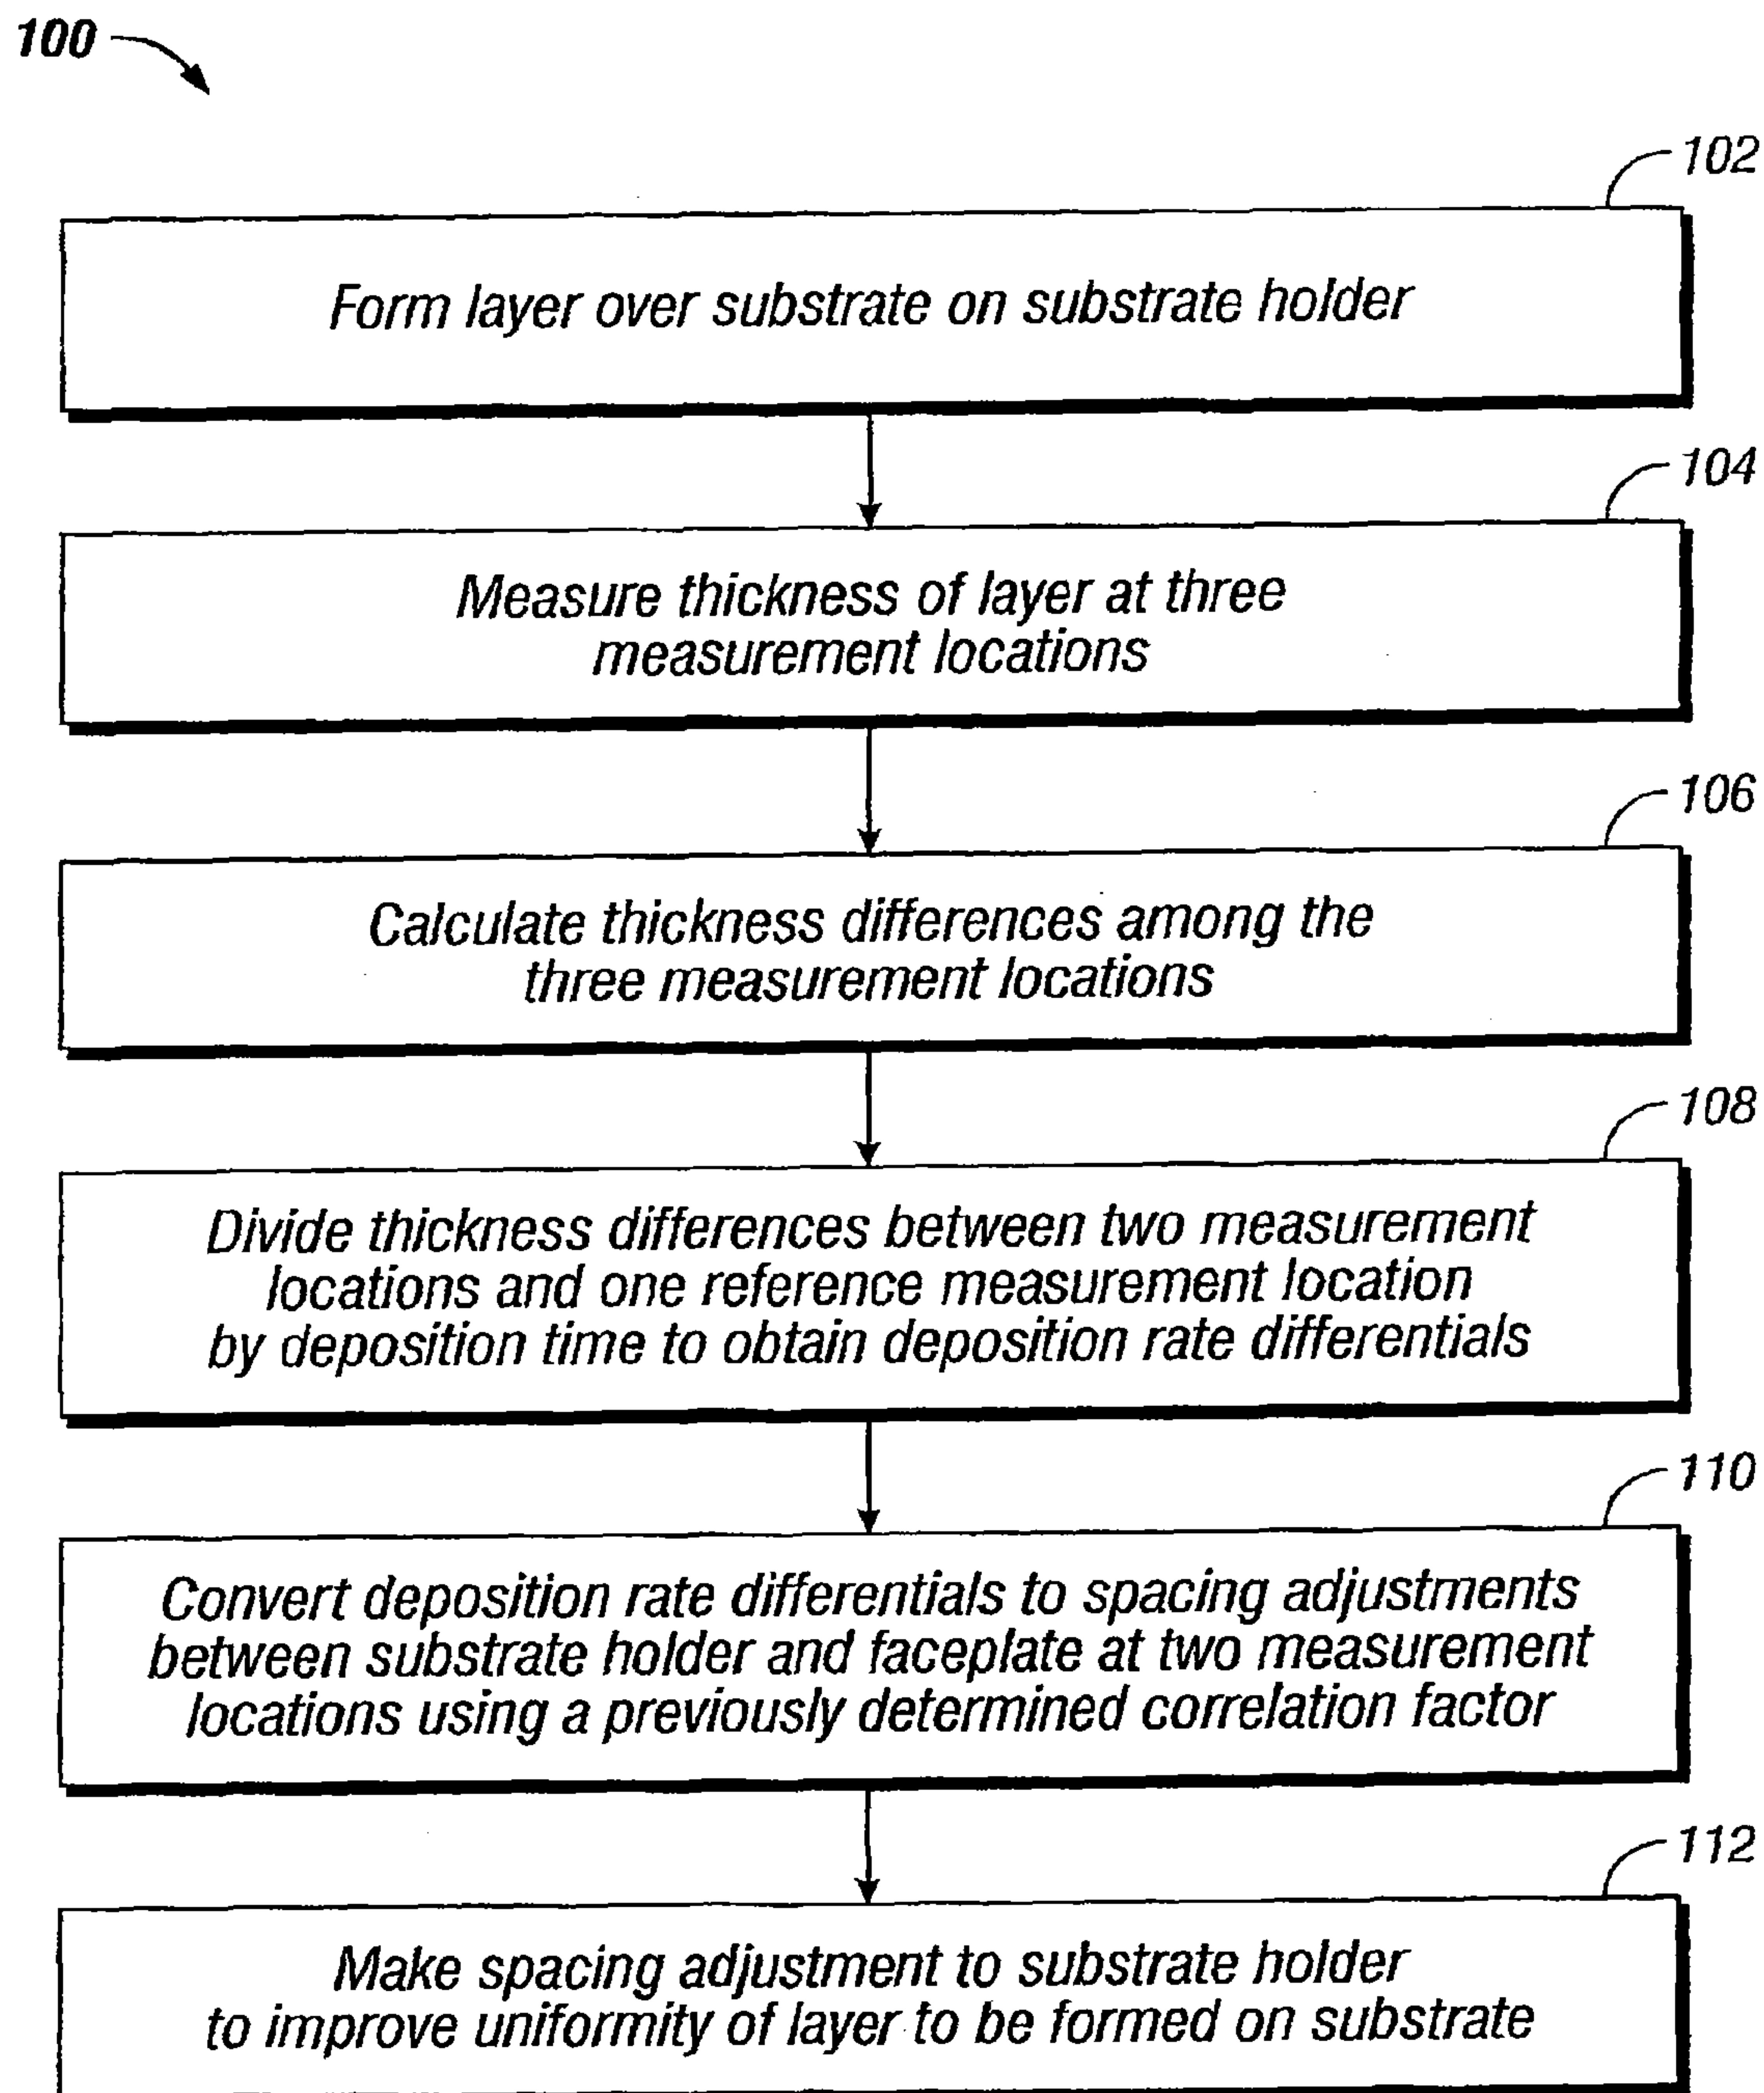 100
102
Form layer over substrate on substrate holder
104
Measure thickness of layer at three
measurement locations
106
Calculate thickness differences among the
three measurement locations
108
Divide thickness differences between two measurement
locations and one reference measurement location
by deposition time to obtain deposition rate differentials
110
Convert deposition rate differentials to spacing adjustments
between substrate holder and faceplate at two measurement
locations using a previously determined correlation factor
112
Make spacing adjustment to substrate holder
to improve uniformity of layer to be formed on substrate